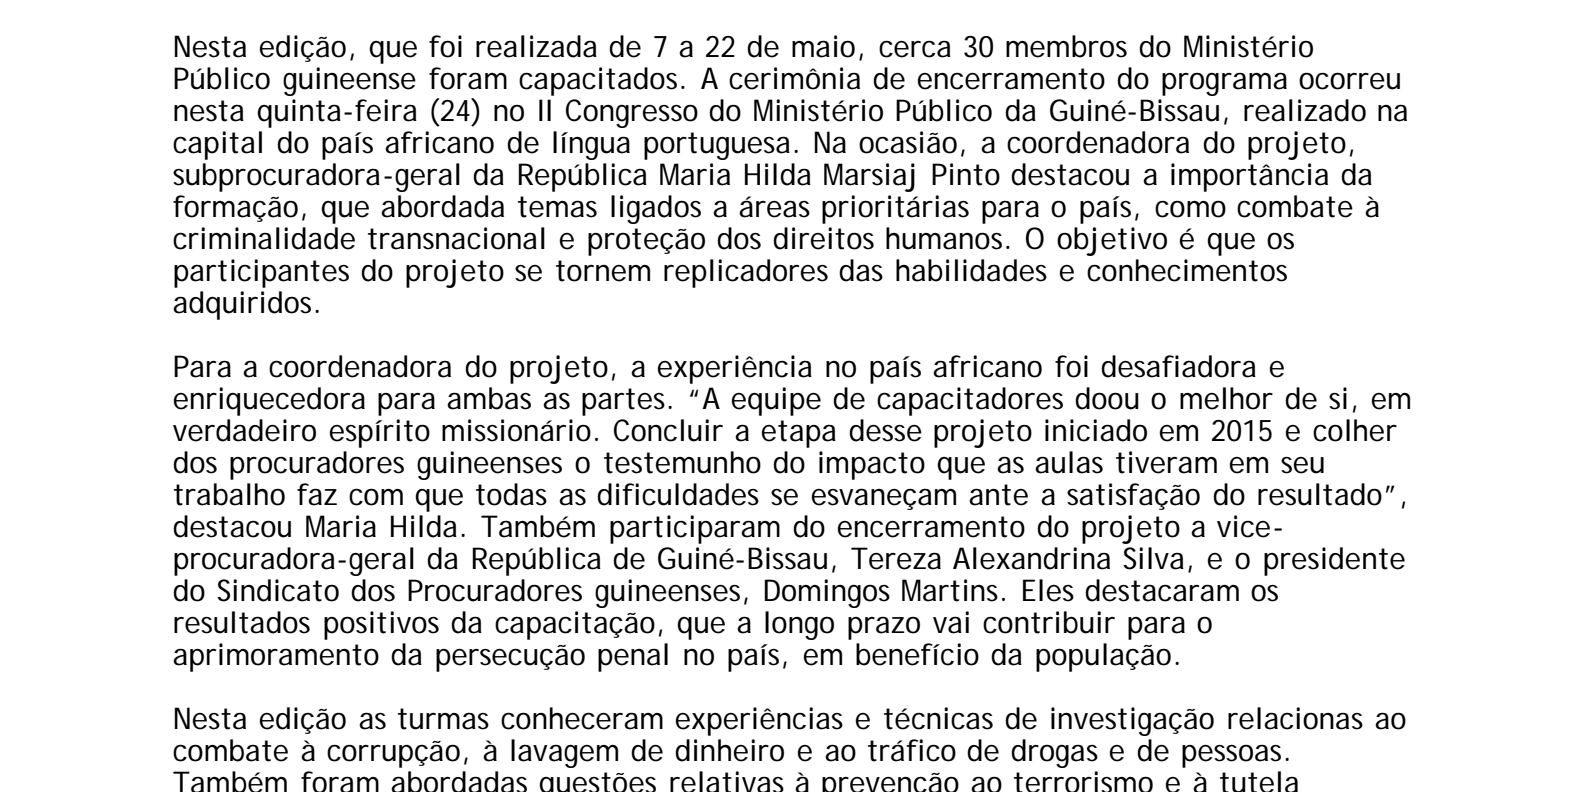 Nesta edição, que foi realizada de 7 a 22 de maio, cerca 30 membros do Ministério
Público guineense foram capacitados. A cerimônia de encerramento do programa ocorreu
nesta quinta-feira (24) no II Congresso do Ministério Público da Guiné-Bissau, realizado na
capital do país africano de língua portuguesa. Na ocasião, a coordenadora do projeto,
subprocuradora-geral da República Maria Hilda Marsiaj Pinto destacou a importância da
formação, que abordada temas ligados a áreas prioritárias para o país, como combate à
criminalidade transnacional e proteção dos direitos humanos. O objetivo é que os
participantes do projeto se tornem replicadores das habilidades e conhecimentos
adquiridos.
Para a coordenadora do projeto, a experiência no país africano foi desafiadora e
enriquecedora para ambas as partes. “A equipe de capacitadores doou o melhor de si, em
verdadeiro espírito missionário. Concluir a etapa desse projeto iniciado em 2015 e colher
dos procuradores guineenses o testemunho do impacto que as aulas tiveram em seu
trabalho faz com que todas as dificuldades se esvaneçam ante a satisfação do resultado”,
destacou Maria Hilda. Também participaram do encerramento do projeto a vice-
procuradora-geral da República de Guiné-Bissau, Tereza Alexandrina Silva, e o presidente
do Sindicato dos Procuradores guineenses, Domingos Martins. Eles destacaram os
resultados positivos da capacitação, que a longo prazo vai contribuir para o
aprimoramento da persecução penal no país, em benefício da população.
Nesta edição as turmas conheceram experiências e técnicas de investigação relacionas ao
combate à corrupção, à lavagem de dinheiro e ao tráfico de drogas e de pessoas.
Também foram abordadas questões relativas à prevenção ao terrorismo e à tutela